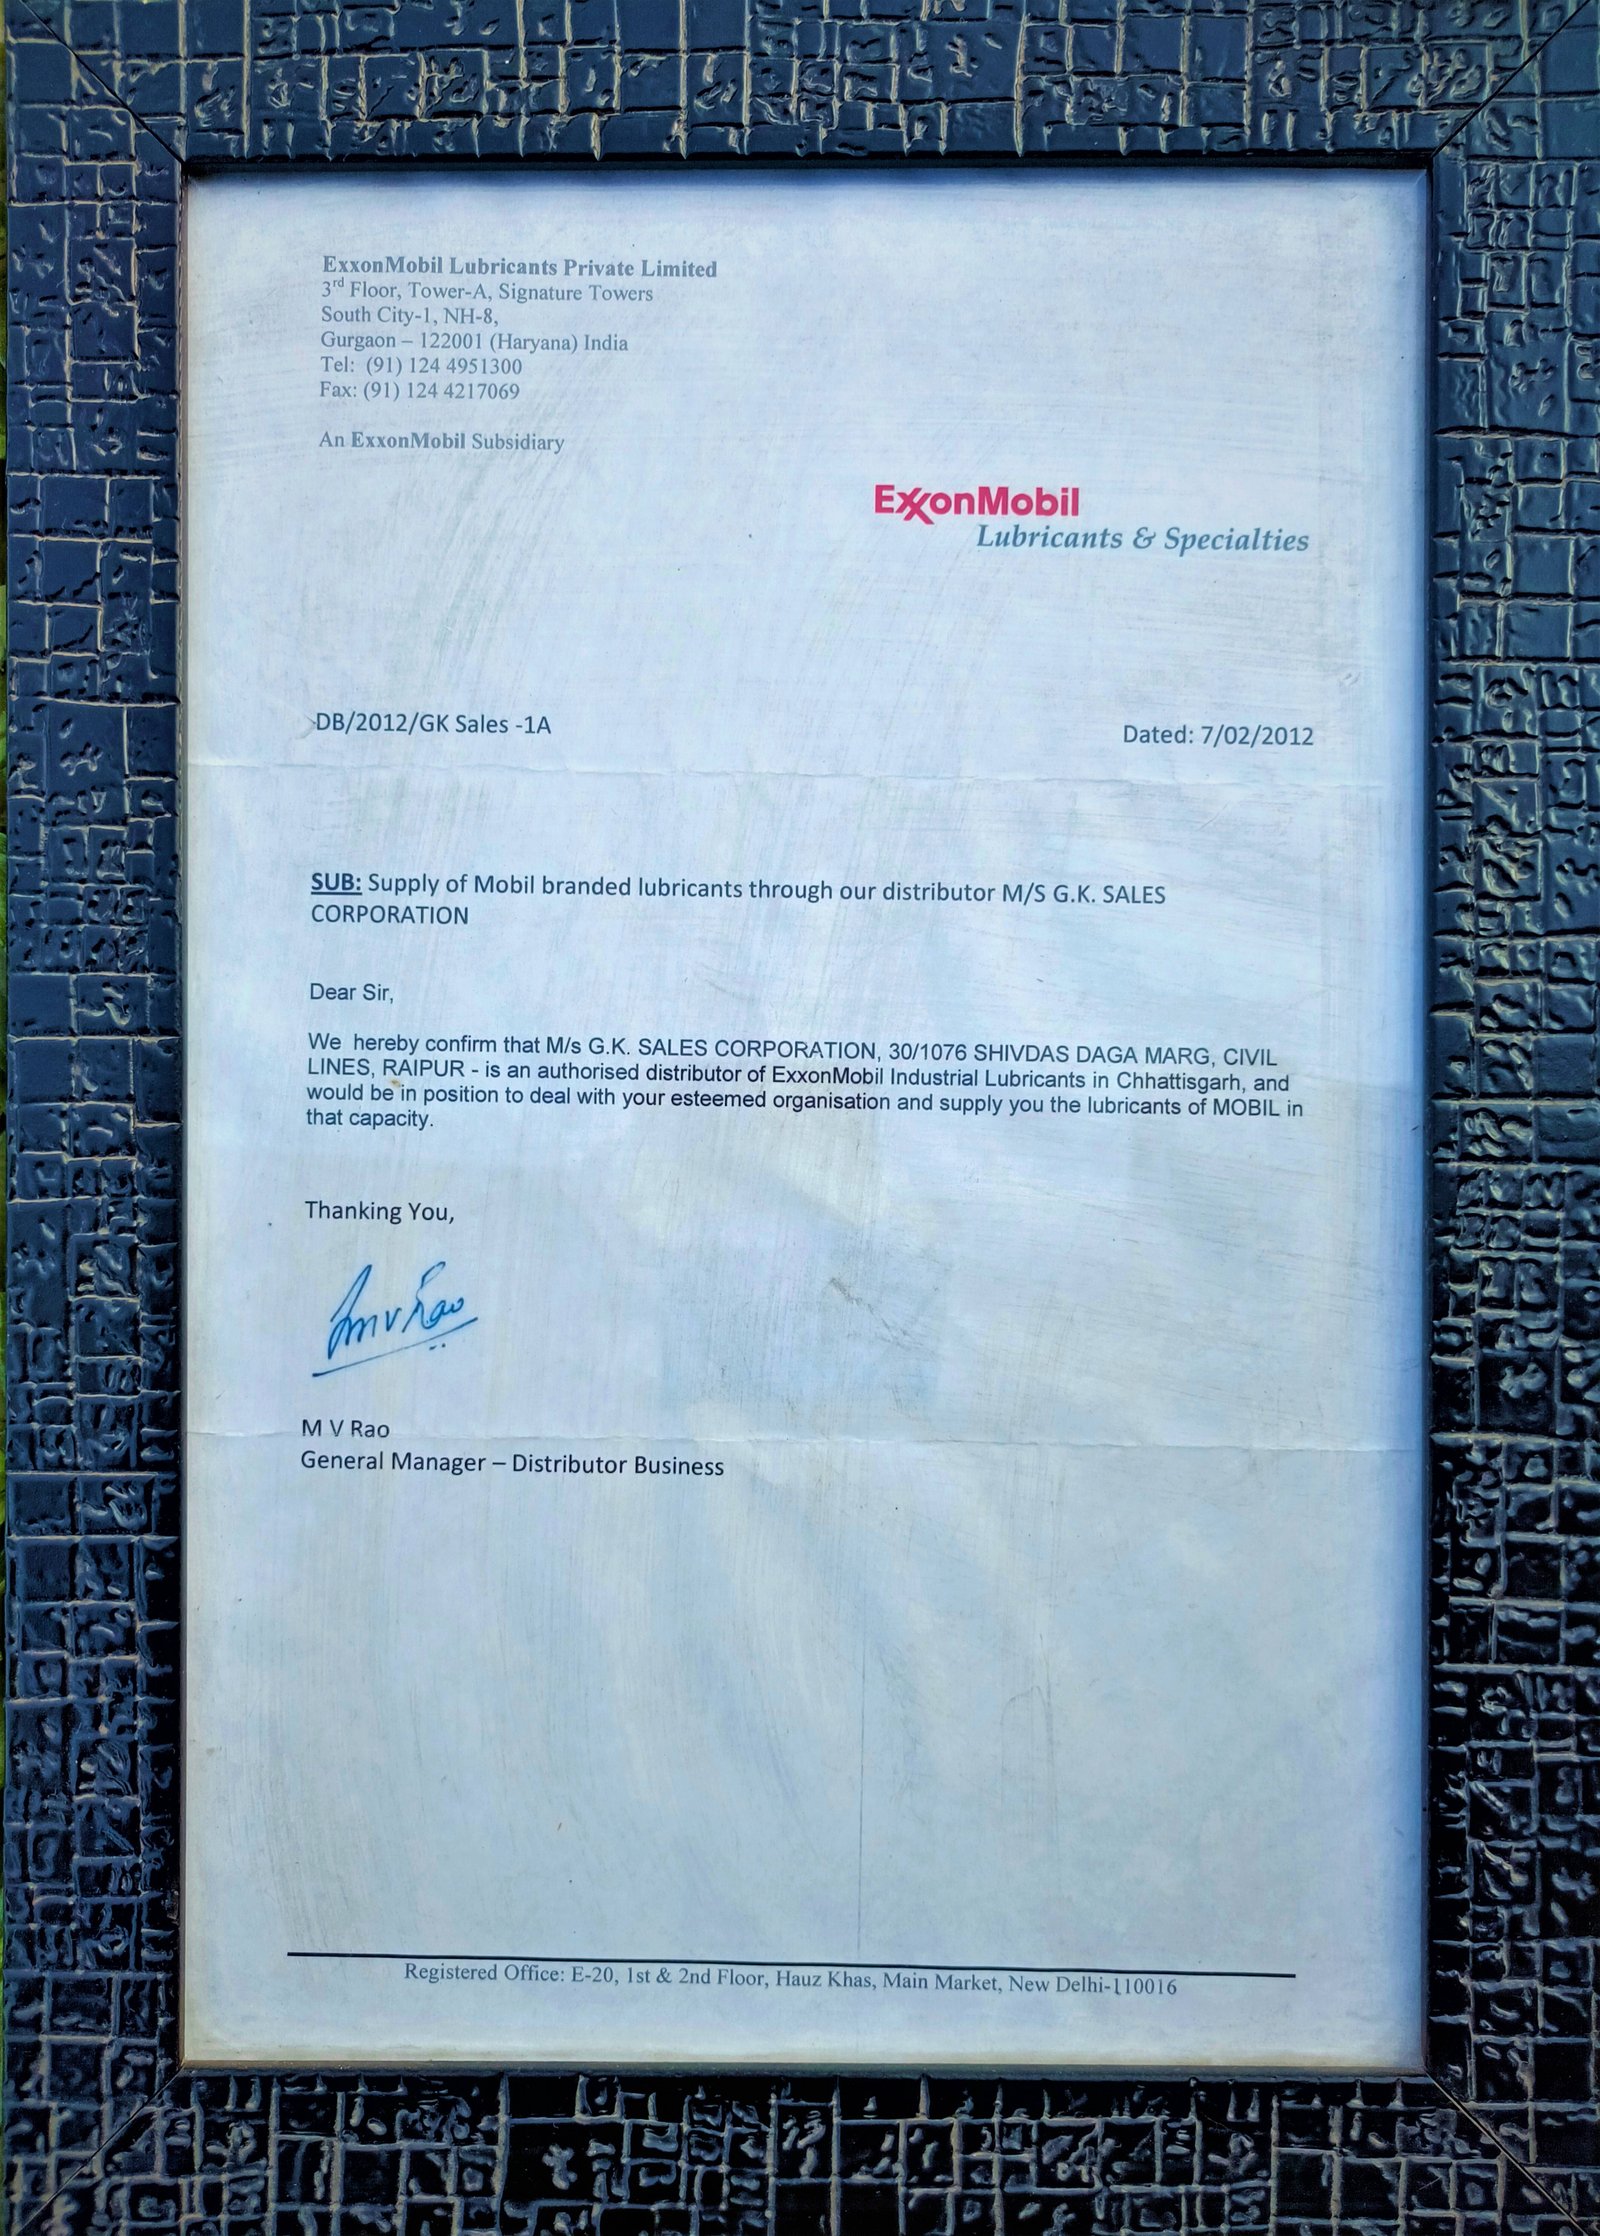 ExxonMobil Lubricants Private Limited
3rd Floor, Tower-A, Signature Towers
South City-1, NH-8,
Gurgaon – 122001 (Haryana) India
Tel:  (91) 124 4951300
Fax: (91) 124 4217069
An ExxonMobil Subsidiary
ExxonMobil
Lubricants & Specialties
DB/2012/GK Sales -1A
Dated: 7/02/2012
SUB: Supply of Mobil branded lubricants through our distributor M/S G.K. SALES
CORPORATION
Dear Sir,
We  hereby confirm that M/s G.K. SALES CORPORATION, 30/1076 SHIVDAS DAGA MARG, CIVIL
LINES, RAIPUR - is an authorised distributor of ExxonMobil Industrial Lubricants in Chhattisgarh, and
would be in position to deal with your esteemed organisation and supply you the lubricants of MOBIL in
that capacity.
Thanking You,
M V Rao
M V Rao
General Manager – Distributor Business
Registered Office: E-20, 1st & 2nd Floor, Hauz Khas, Main Market, New Delhi-110016